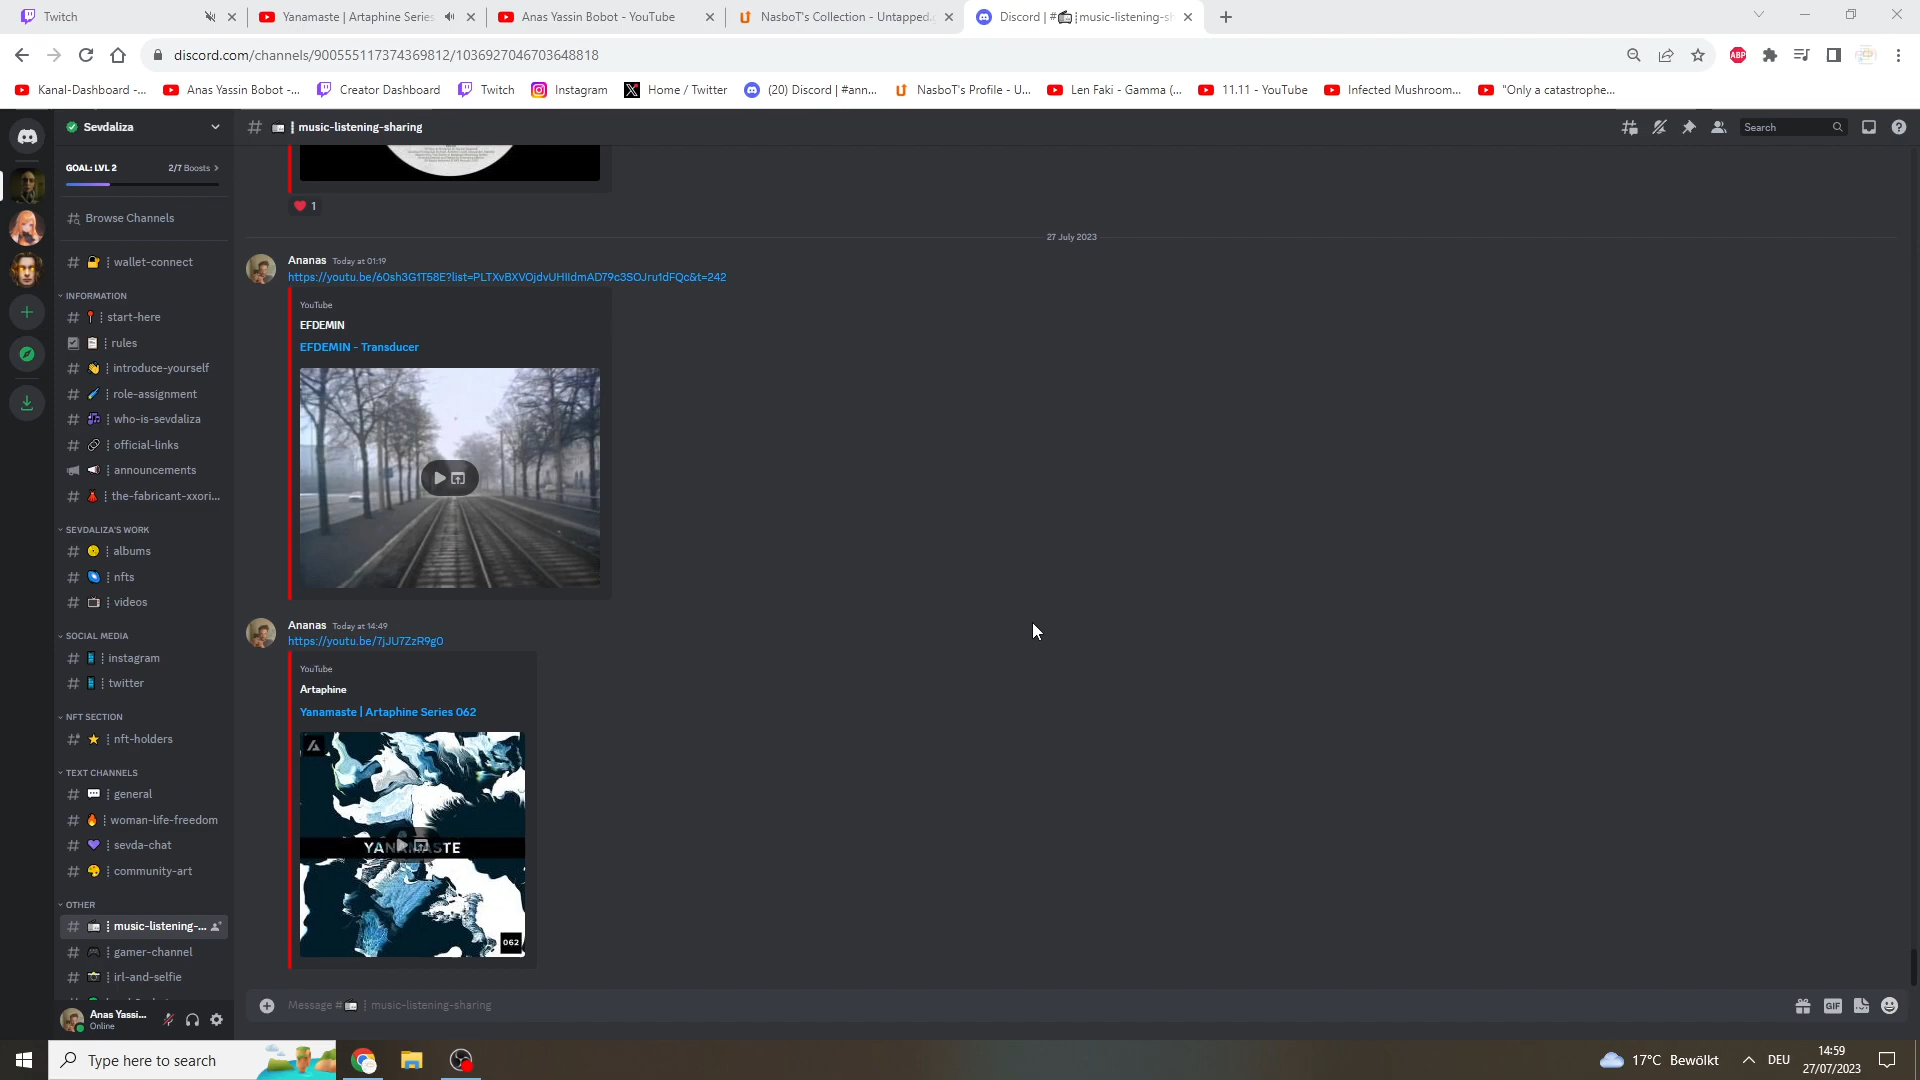 Twitch
Yanamaste | Artaphine Series
Anas Yassin Bobot - YouTube
NasboT's Collection - Untapped.
Discord | #📻┊music-listening-sh
discord.com/channels/900555117374369812/1036927046703648818
ABP
Kanal-Dashboard -...
Anas Yassin Bobot -...
Creator Dashboard
Twitch
Instagram
Home / Twitter
(20) Discord | #ann...
NasboT's Profile - U...
Len Faki - Gamma (...
11.11 - YouTube
Infected Mushroom...
"Only a catastrophe...
Sevdaliza
📻┊music-listening-sharing
Search
GOAL: LVL 2
2/7 Boosts >
Browse Channels
wallet-connect
INFORMATION
start-here
rules
introduce-yourself
role-assignment
who-is-sevdaliza
official-links
announcements
the-fabricant-xxori...
SEVDALIZA'S WORK
albums
nfts
videos
SOCIAL MEDIA
instagram
twitter
NFT SECTION
nft-holders
TEXT CHANNELS
general
woman-life-freedom
sevda-chat
community-art
OTHER
music-listening-...
gamer-channel
irl-and-selfie
Anas Yassi...
Online
❤️ 1
27 July 2023
Ananas Today at 01:19
https://youtu.be/60sh3G1T58E?list=PLTXvBXVOjdvUHIIdmAD79c3SOJru1dFQc&t=242
YouTube
EFDEMIN
EFDEMIN - Transducer
Ananas Today at 14:49
https://youtu.be/7jJU7ZzR9g0
YouTube
Artaphine
Yanamaste | Artaphine Series 062
YANAMASTE
062
Message #📻┊music-listening-sharing
GIF
Type here to search
17°C Bewölkt
DEU
14:59
27/07/2023